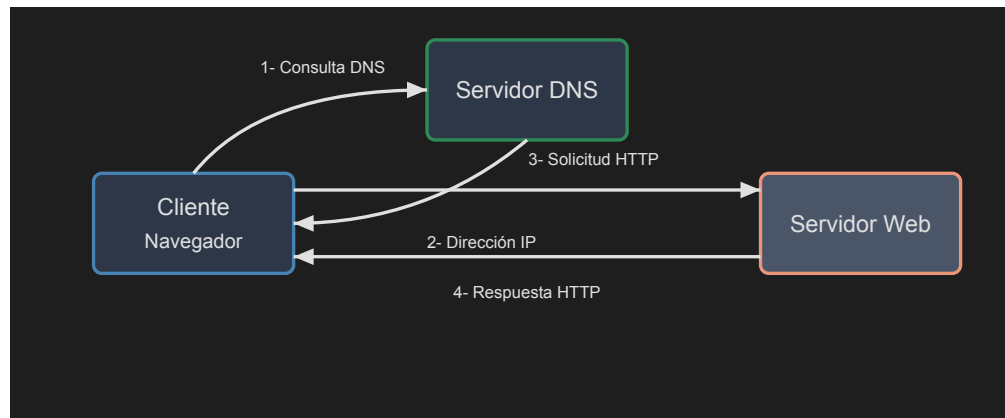 1- Consulta DNS
Servidor DNS
3- Solicitud HTTP
Cliente
Navegador
Servidor Web
2- Dirección IP
4- Respuesta HTTP